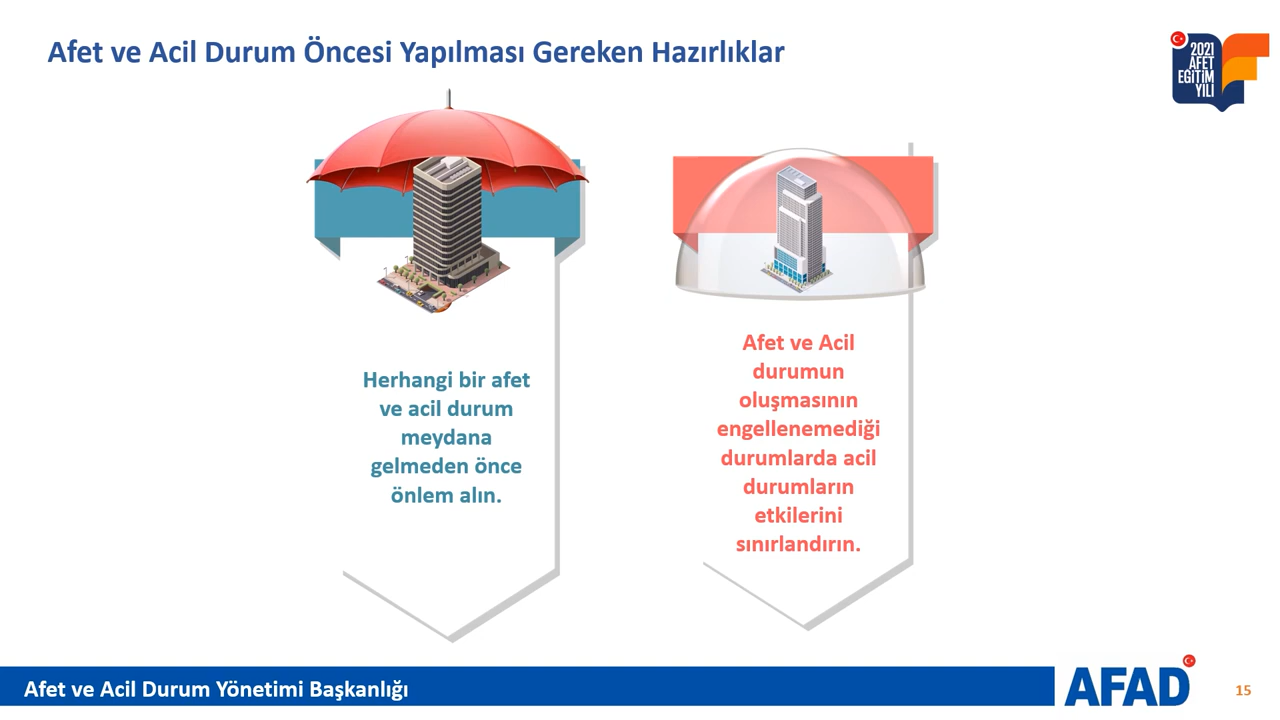 Afet ve Acil Durum Öncesi Yapılması Gereken Hazırlıklar
2021
AFET
EĞİTİM
YILI
Herhangi bir afet
ve acil durum
meydana
gelmeden önce
önlem alın.
Afet ve Acil
durumun
oluşmasının
engellenemediği
durumlarda acil
durumların
etkilerini
sınırlandırın.
Afet ve Acil Durum Yönetimi Başkanlığı
AFAD
15